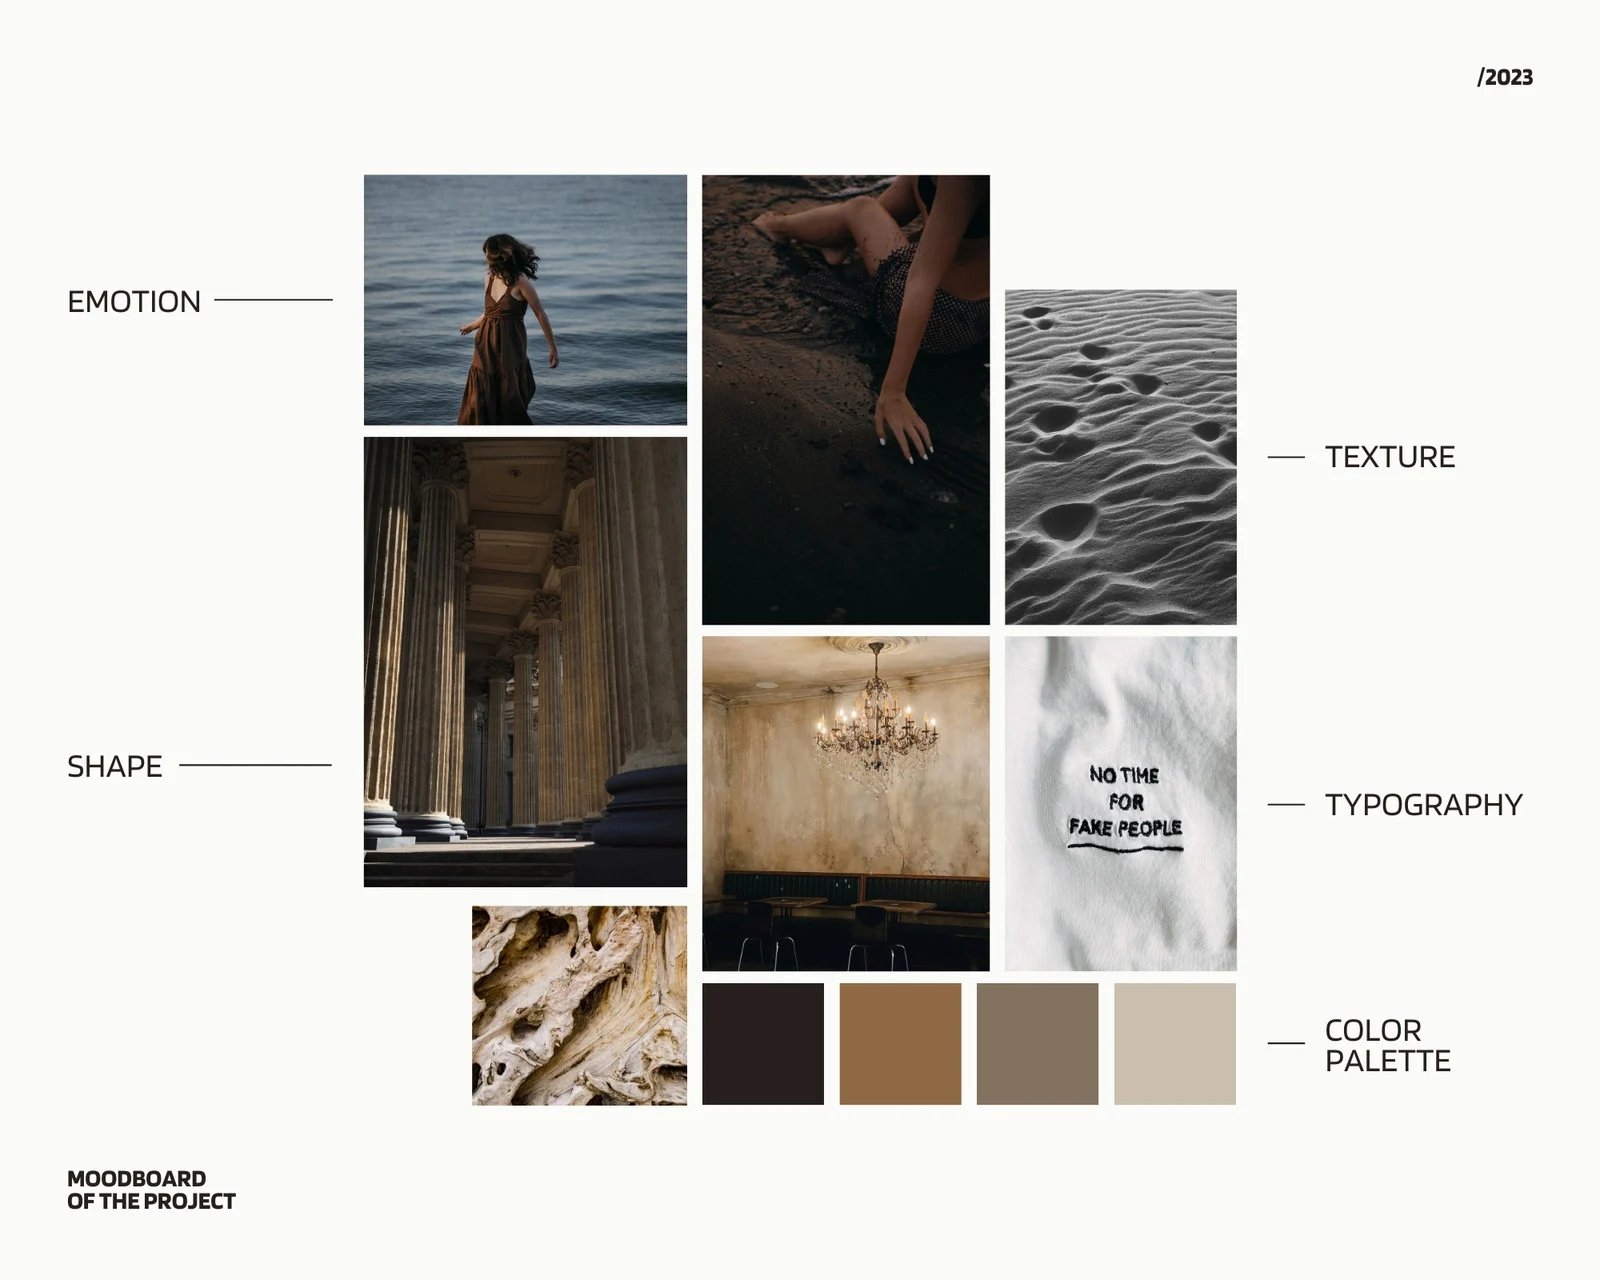 /2023
EMOTION
TEXTURE
SHAPE
NO TIME
FOR
FAKE PEOPLE
TYPOGRAPHY
COLOR
PALETTE
MOODBOARD
OF THE PROJECT